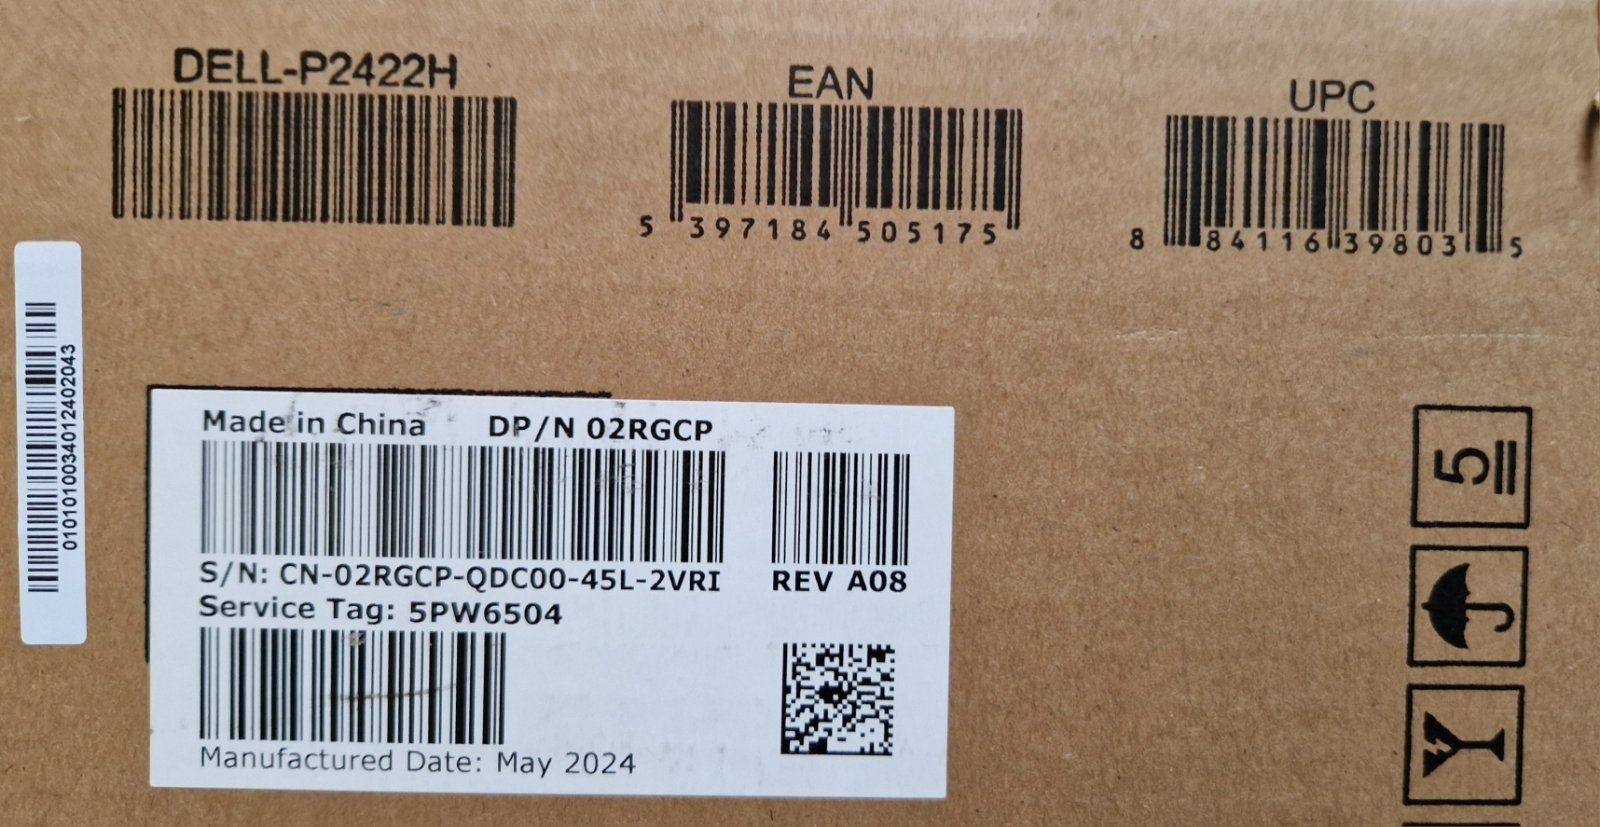 DELL-P2422H
EAN
UPC
5 397184 505175
8 84116 39803 5
0101010034012402043
Made in China DP/N 02RGCP
S/N: CN-02RGCP-QDC00-45L-2VRI
REV A08
Service Tag: 5PW6504
Manufactured Date: May 2024
5